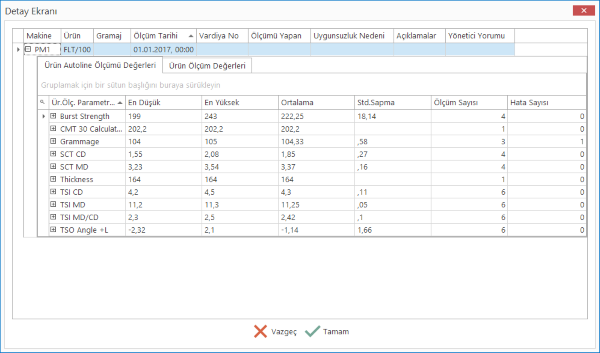 Detay Ekranı
Makine Ürün Gramaj Ölçüm Tarihi Vardiya No Ölçümü Yapan Uygunsuzluk Nedeni Açıklamalar Yönetici Yorumu
PM1 FLT/100 01.01.2017, 00:00
Ürün Autoline Ölçümü Değerleri Ürün Ölçüm Değerleri
Gruplamak için bir sütun başlığını buraya sürükleyin
Ür.Ölç. Parametr... En Düşük En Yüksek Ortalama Std.Sapma Ölçüm Sayısı Hata Sayısı
Burst Strength 199 243 222,25 18,14 4 0
CMT 30 Calculat... 202,2 202,2 202,2 1 0
Grammage 104 105 104,33 ,58 3 1
SCT CD 1,55 2,08 1,85 ,27 4 0
SCT MD 3,23 3,54 3,37 ,16 4 0
Thickness 164 164 164 1 0
TSI CD 4,2 4,5 4,3 ,11 6 0
TSI MD 11,2 11,3 11,25 ,05 6 0
TSI MD/CD 2,3 2,5 2,42 ,1 6 0
TSO Angle +L -2,32 2,1 -1,14 1,66 6 0
Vazgeç Tamam